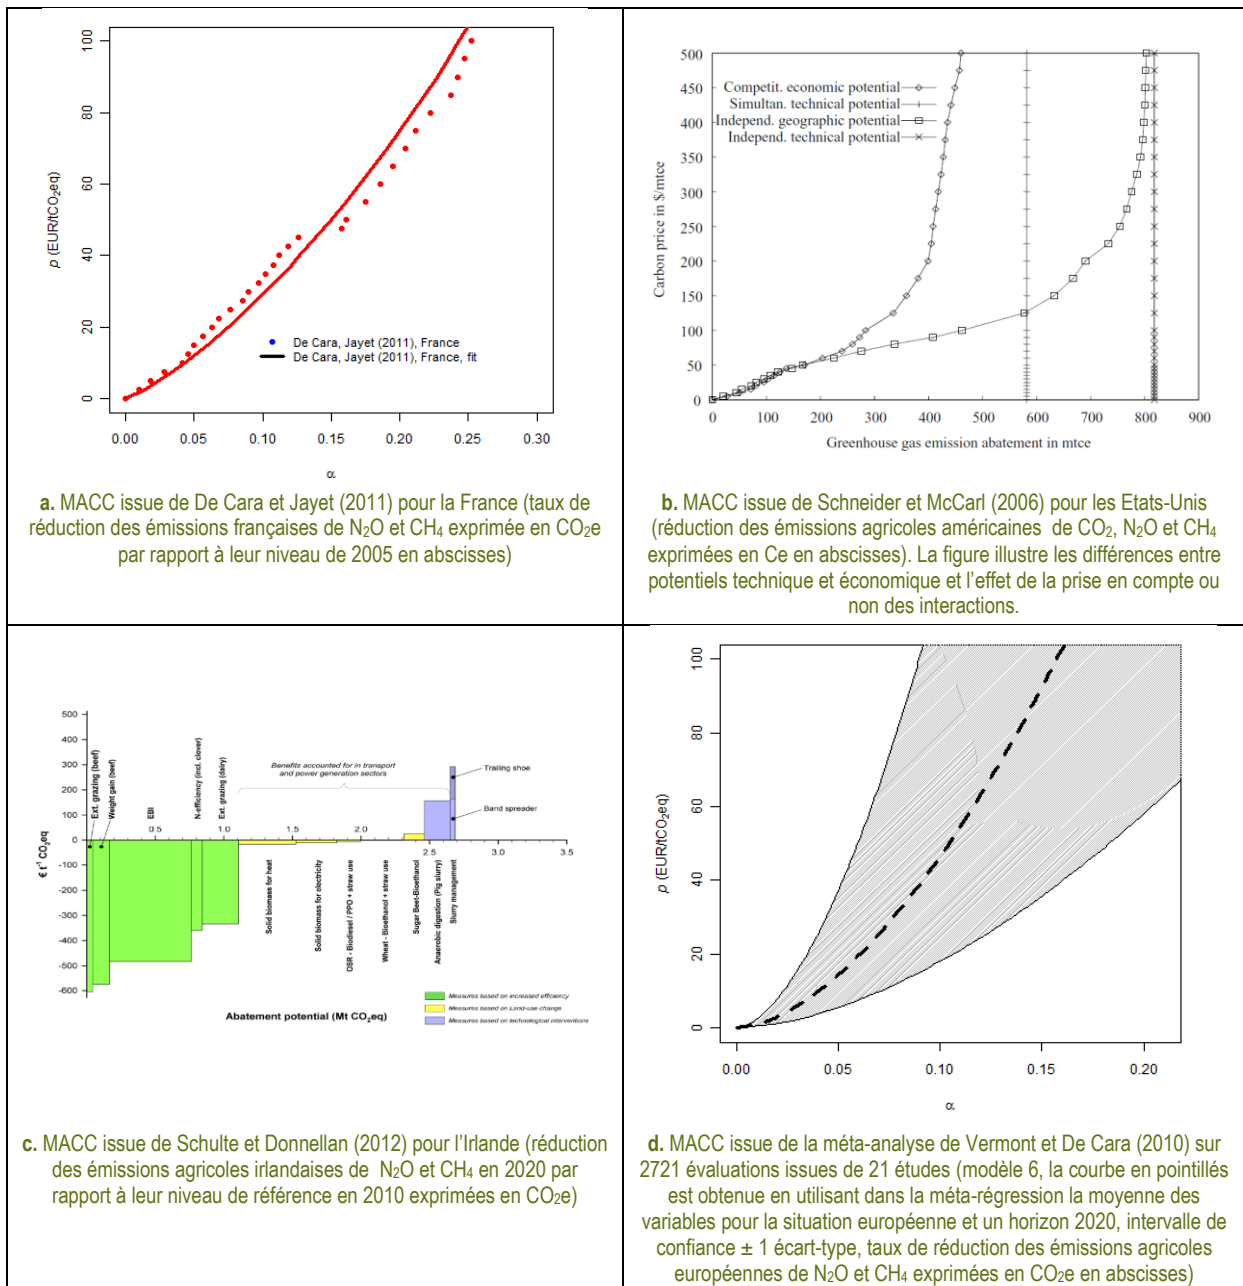 100
80
60
40
20
0
p (EUR/tCO₂eq)
De Cara, Jayet (2011), France
De Cara, Jayet (2011), France, fit
0.00 0.05 0.10 0.15 0.20 0.25 0.30
α
a. MACC issue de De Cara et Jayet (2011) pour la France (taux de
réduction des émissions françaises de N₂O et CH₄ exprimée en CO₂e
par rapport à leur niveau de 2005 en abscisses)
500
450
400
350
300
250
200
150
100
50
0
Carbon price in $/mtce
Competit. economic potential
Simultan. technical potential
Independ. geographic potential
Independ. technical potential
0 100 200 300 400 500 600 700 800 900
Greenhouse gas emission abatement in mtce
b. MACC issue de Schneider et McCarl (2006) pour les Etats-Unis
(réduction des émissions agricoles américaines de CO₂, N₂O et CH₄
exprimées en Ce en abscisses). La figure illustre les différences entre
potentiels technique et économique et l'effet de la prise en compte ou
non des interactions.
500
400
300
200
100
0
-100
-200
-300
-400
-500
-600
€ t⁻¹ CO₂eq
Ext. grazing (beef)
Weight gain (beef)
EBI
N-efficiency (incl. clover)
Ext. grazing (dairy)
Benefits accounted for in transport
and power generation sectors
Trailing shoe
Band spreader
0.5 1.0 1.5 2.0 2.5 3.0 3.5
Solid biomass for heat
Solid biomass for electricity
OSR - Biodiesel / PPO + straw use
Wheat - Bioethanol + straw use
Sugar Beet-Bioethanol
Anaerobic digestion (Pig slurry)
Slurry management
Abatement potential (Mt CO₂eq)
Measures based on increased efficiency
Measures based on Land-use change
Measures based on technological interventions
c. MACC issue de Schulte et Donnellan (2012) pour l'Irlande (réduction
des émissions agricoles irlandaises de N₂O et CH₄ en 2020 par
rapport à leur niveau de référence en 2010 exprimées en CO₂e)
100
80
60
40
20
0
p (EUR/tCO₂eq)
0.00 0.05 0.10 0.15 0.20
α
d. MACC issue de la méta-analyse de Vermont et De Cara (2010) sur
2721 évaluations issues de 21 études (modèle 6, la courbe en pointillés
est obtenue en utilisant dans la méta-régression la moyenne des
variables pour la situation européenne et un horizon 2020, intervalle de
confiance ± 1 écart-type, taux de réduction des émissions agricoles
européennes de N₂O et CH₄ exprimées en CO₂e en abscisses)